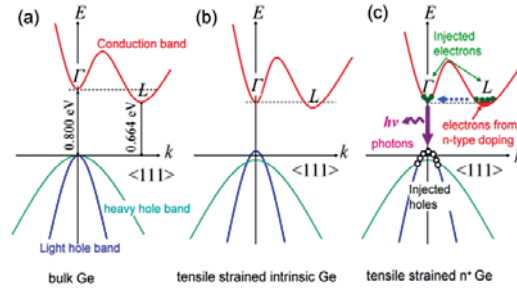 (a)
E
Conduction band
Γ
L
0.800 eV
0.664 eV
k
<111>
heavy hole band
Light hole band
bulk Ge
(b)
E
Γ
L
k
<111>
tensile strained intrinsic Ge
(c)
E
Injected
electrons
Γ
L
hν
photons
electrons from
n-type doping
k
<111>
Injected
holes
tensile strained n⁺ Ge